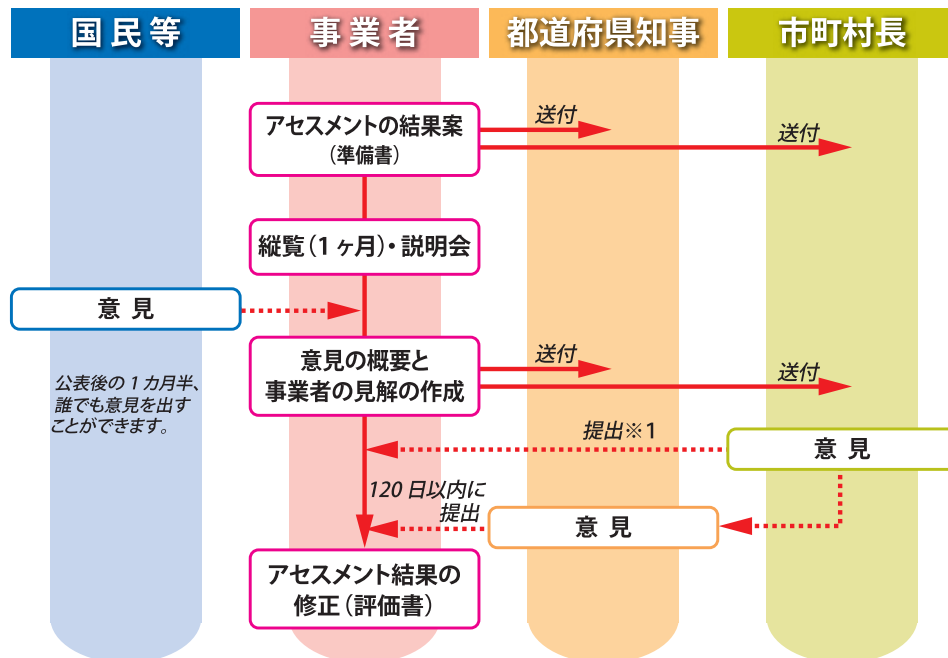 国民等
事業者
都道府県知事
市町村長
アセスメントの結果案
（準備書）
送付
送付
縦覧（1ヶ月）・説明会
意見
公表後の1カ月半、
誰でも意見を出す
ことができます。
意見の概要と
事業者の見解の作成
送付
送付
提出※1
意見
120日以内に
提出
意見
アセスメント結果の
修正（評価書）